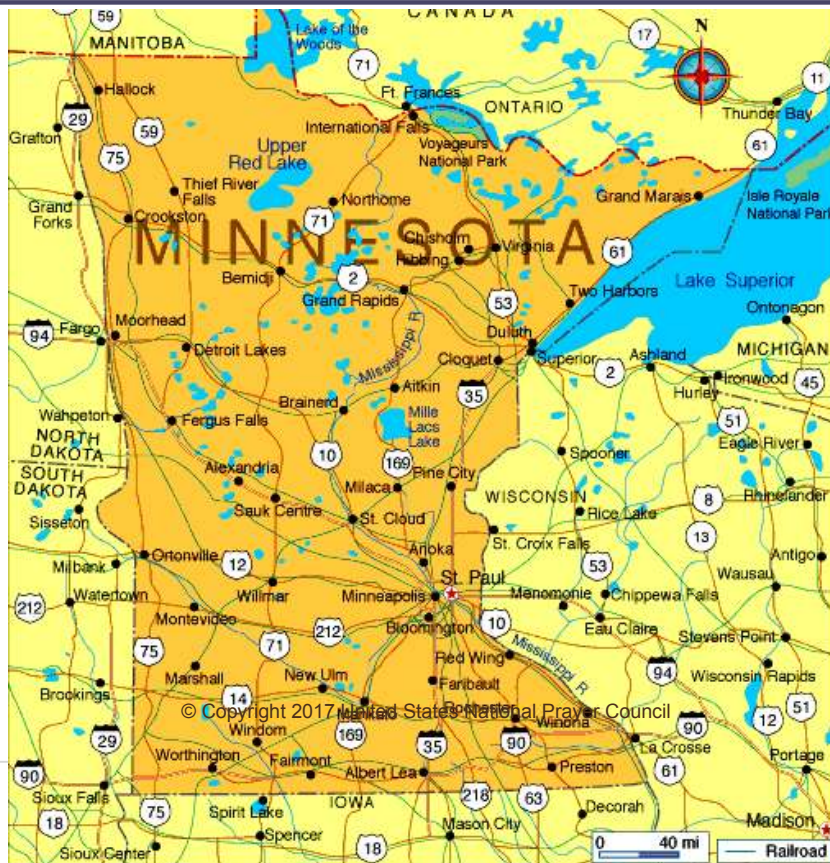 CANADA
59
MANITOBA
Lake of the
Woods
71
17
N
11
Hallock
Ft. Frances
ONTARIO
Thunder Bay
29
59
International Falls
Grafton
75
Upper
Red Lake
Voyageurs
National Park
61
Thief River
Falls
Northome
Grand Marais
Isle Royale
National Park
Grand
Forks
Crookston
71
MINNESOTA
Chisholm
Virginia
Hibbing
61
Bemidji
2
Lake Superior
Grand Rapids
53
Two Harbors
Ontonagon
94
Fargo
Moorhead
Mississippi R
Duluth
Detroit Lakes
Cloquet
Superior
Ashland
MICHIGAN
2
Ironwood
Hurley
45
Aitkin
35
Brainerd
Wahpeton
Fergus Falls
Mille
Lacs
Lake
51
NORTH
DAKOTA
Eagle River
10
Spooner
SOUTH
DAKOTA
Alexandria
169
Pine City
Milaca
Rhinelander
Sauk Centre
WISCONSIN
8
Sisseton
St. Cloud
Rice Lake
St. Croix Falls
13
Ortonville
Anoka
Antigo
Milbank
12
53
St. Paul
Wausau
Willmar
Minneapolis
Menomonie
Chippewa Falls
212
Watertown
Montevideo
212
Bloomington
10
Eau Claire
Stevens Point
71
Mississippi R
75
Red Wing
Marshall
94
Wisconsin Rapids
New Ulm
Faribault
Brookings
14
© Copyright 2017 United States National Prayer Council
Mankato
Rochester
Winona
12
51
29
Windom
169
35
90
90
La Crosse
Worthington
Fairmont
Albert Lea
Preston
61
Portage
90
Sioux Falls
218
63
IOWA
75
Spirit Lake
Decorah
Madison
18
Spencer
Mason City
18
Sioux Center
0 40 mi
Railroad